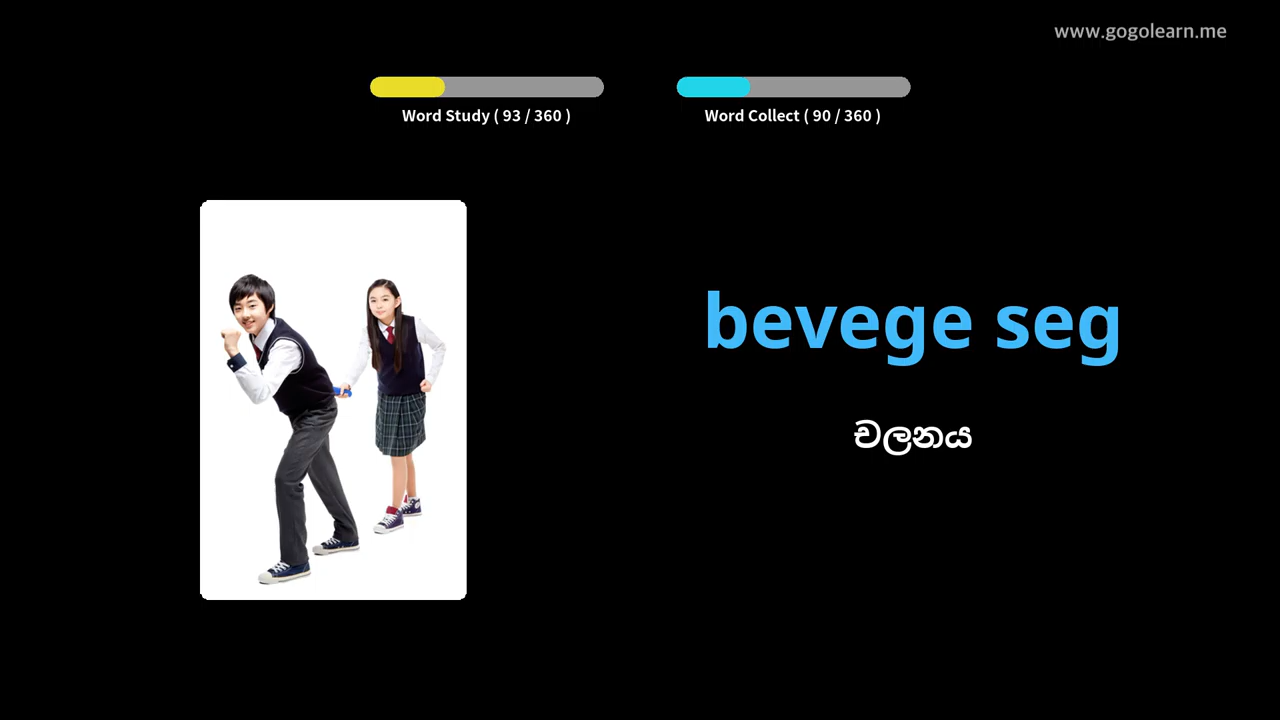 www.gogolearn.me
Word Study ( 93 / 360 )
Word Collect ( 90 / 360 )
bevege seg
චලනය